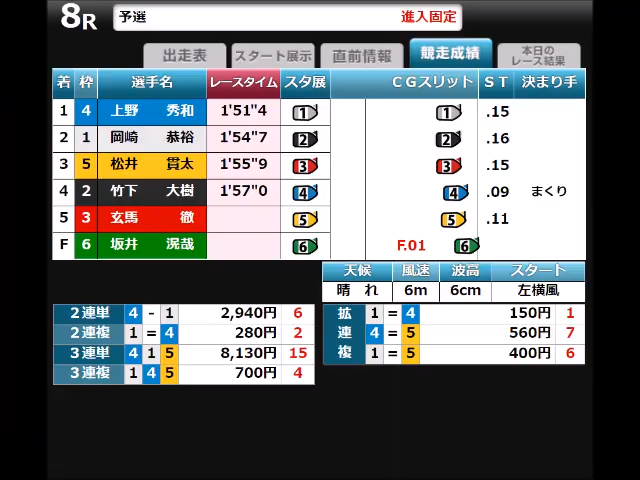 8R 予選 進入固定
出走表 スタート展示 直前情報 競走成績 本日の
レース結果
着 枠 選手名 レースタイム スタ展 CGスリット ST 決まり手
1 4 上野 秀和 1'51"4 1 1 .15
2 1 岡崎 恭裕 1'54"7 2 2 .16
3 5 松井 貫太 1'55"9 3 3 .15
4 2 竹下 大樹 1'57"0 4 4 .09 まくり
5 3 玄馬 徹 5 5 .11
F 6 坂井 滉哉 6 F.01 6
天候 風速 波高 スタート
晴れ 6m 6cm 左横風
2連単 4 - 1 2,940円 6
2連複 1 = 4 280円 2
3連単 4 1 5 8,130円 15
3連複 1 4 5 700円 4
拡 1 = 4 150円 1
連 4 = 5 560円 7
複 1 = 5 400円 6